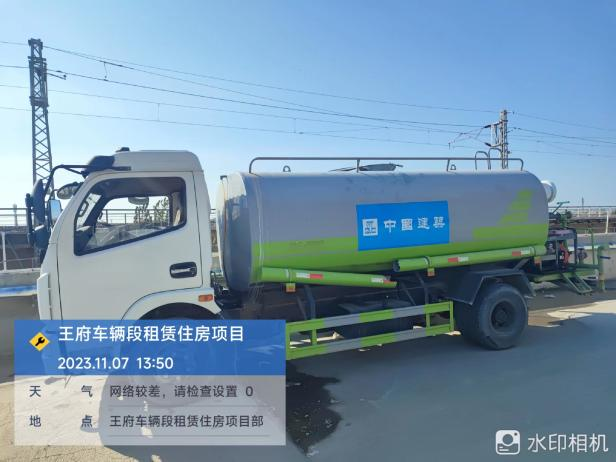 中國建築
王府车辆段租赁住房项目
2023.11.07 13:50
天 气 网络较差，请检查设置 0
地 点 王府车辆段租赁住房项目部
水印相机